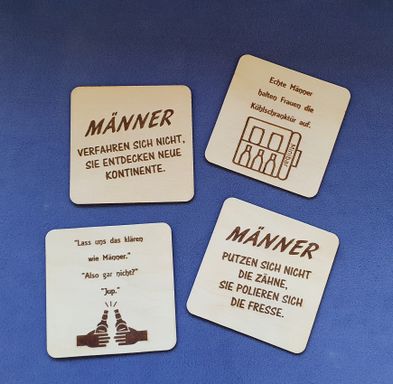 MÄNNER
VERFAHREN SICH NICHT,
SIE ENTDECKEN NEUE
KONTINENTE.
Echte Männer
halten Frauen die
Kühlschranktür auf.
"Lass uns das klären
wie Männer."
"Also gar nicht?"
"Jup."
MÄNNER
PUTZEN SICH NICHT
DIE ZÄHNE,
SIE POLIEREN SICH
DIE FRESSE.